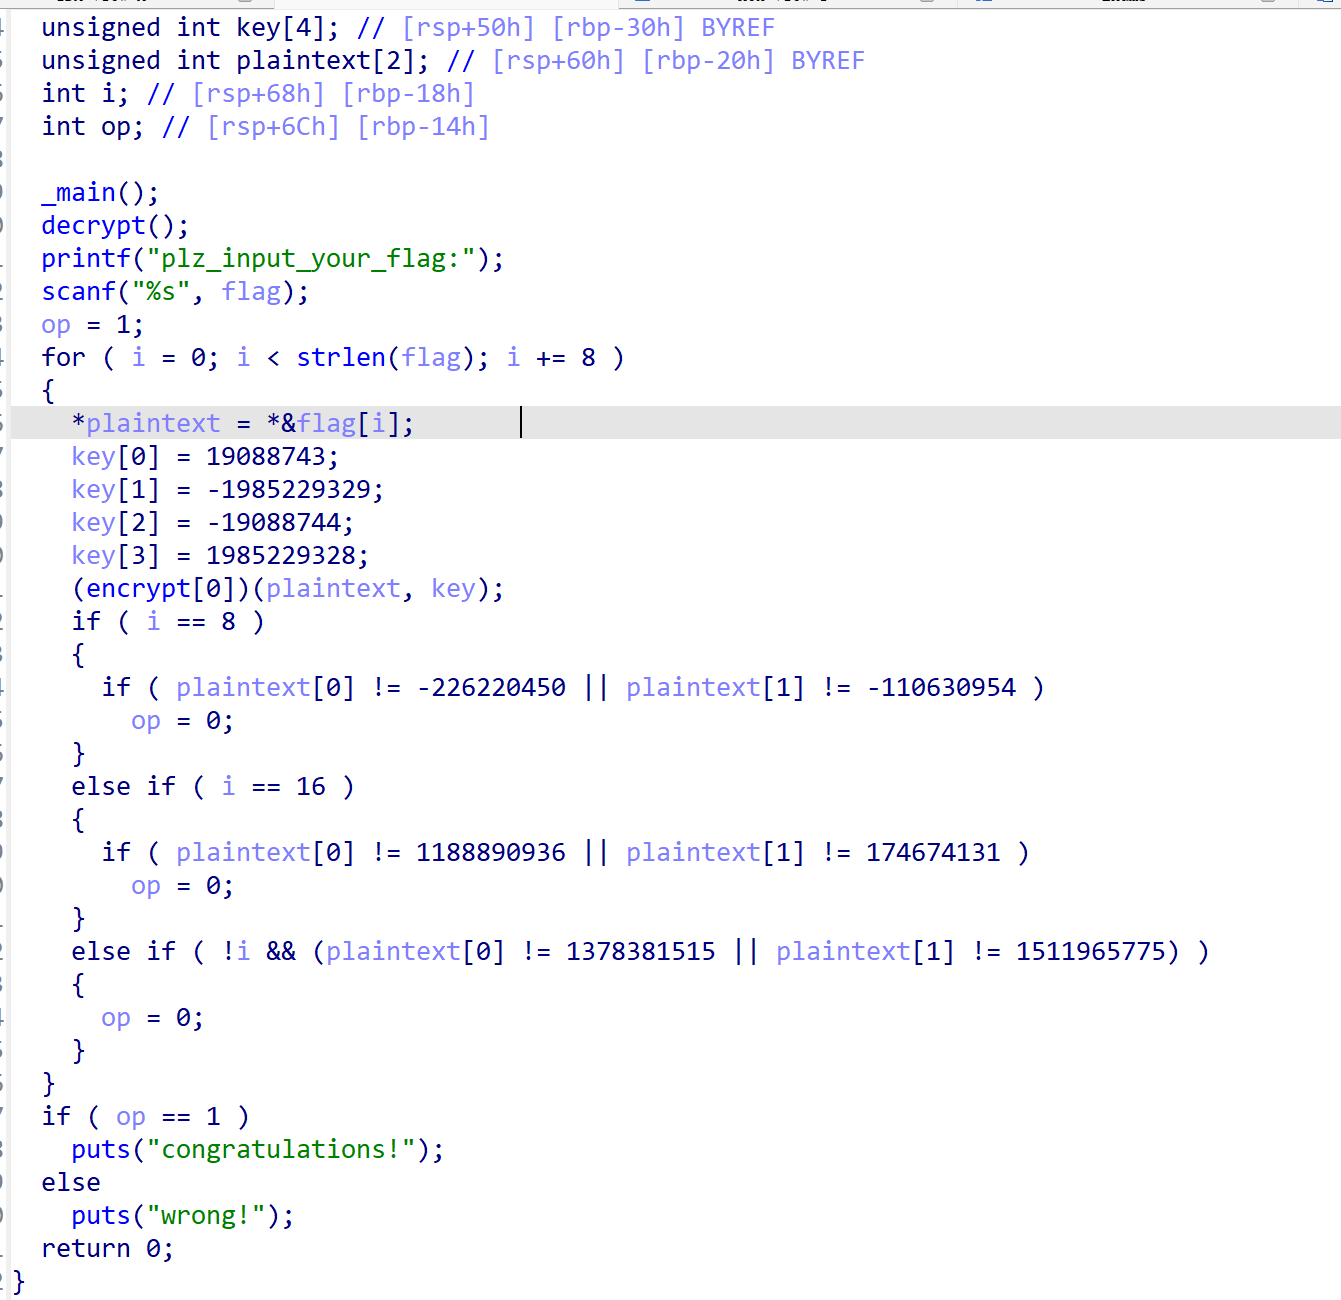 unsigned int key[4]; // [rsp+50h] [rbp-30h] BYREF
unsigned int plaintext[2]; // [rsp+60h] [rbp-20h] BYREF
int i; // [rsp+68h] [rbp-18h]
int op; // [rsp+6Ch] [rbp-14h]
_main();
decrypt();
printf("plz_input_your_flag:");
scanf("%s", flag);
op = 1;
for ( i = 0; i < strlen(flag); i += 8 )
{
*plaintext = *&flag[i];
key[0] = 19088743;
key[1] = -1985229329;
key[2] = -19088744;
key[3] = 1985229328;
(encrypt[0])(plaintext, key);
if ( i == 8 )
{
if ( plaintext[0] != -226220450 || plaintext[1] != -110630954 )
op = 0;
}
else if ( i == 16 )
{
if ( plaintext[0] != 1188890936 || plaintext[1] != 174674131 )
op = 0;
}
else if ( !i && (plaintext[0] != 1378381515 || plaintext[1] != 1511965775) )
{
op = 0;
}
}
if ( op == 1 )
puts("congratulations!");
else
puts("wrong!");
return 0;
}